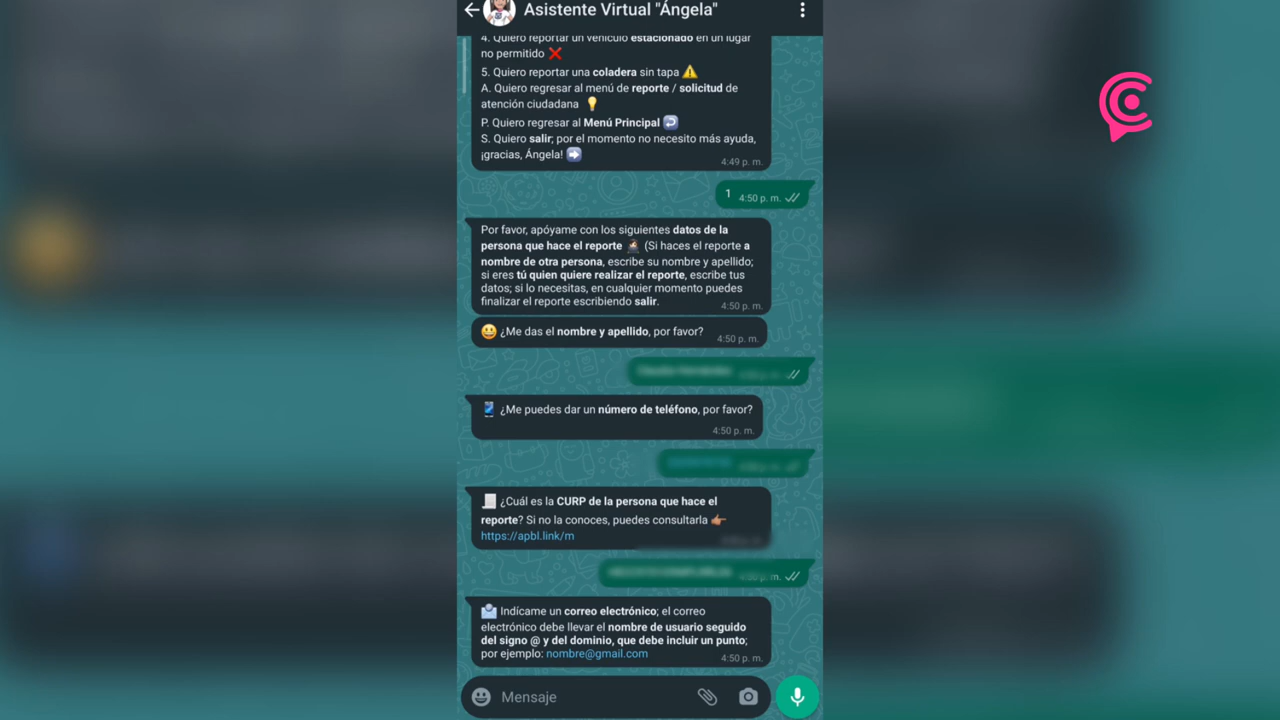 Asistente Virtual "Ángela"
4. Quiero reportar un vehículo estacionado en un lugar
no permitido ❌
5. Quiero reportar una coladera sin tapa ⚠️
A. Quiero regresar al menú de reporte / solicitud de
atención ciudadana 💡
P. Quiero regresar al Menú Principal ↩️
S. Quiero salir; por el momento no necesito más ayuda,
¡gracias, Ángela! ➡️
4:49 p. m.
1 4:50 p. m.
Por favor, apóyame con los siguientes datos de la
persona que hace el reporte (Si haces el reporte a
nombre de otra persona, escribe su nombre y apellido;
si eres tú quien quiere realizar el reporte, escribe tus
datos; si lo necesitas, en cualquier momento puedes
finalizar el reporte escribiendo salir.
4:50 p. m.
😃 ¿Me das el nombre y apellido, por favor?
4:50 p. m.
📱 ¿Me puedes dar un número de teléfono, por favor?
4:50 p. m.
¿Cuál es la CURP de la persona que hace el
reporte? Si no la conoces, puedes consultarla 👉
https://apbl.link/m
Indícame un correo electrónico; el correo
electrónico debe llevar el nombre de usuario seguido
del signo @ y del dominio, que debe incluir un punto;
por ejemplo: nombre@gmail.com
4:50 p. m.
Mensaje